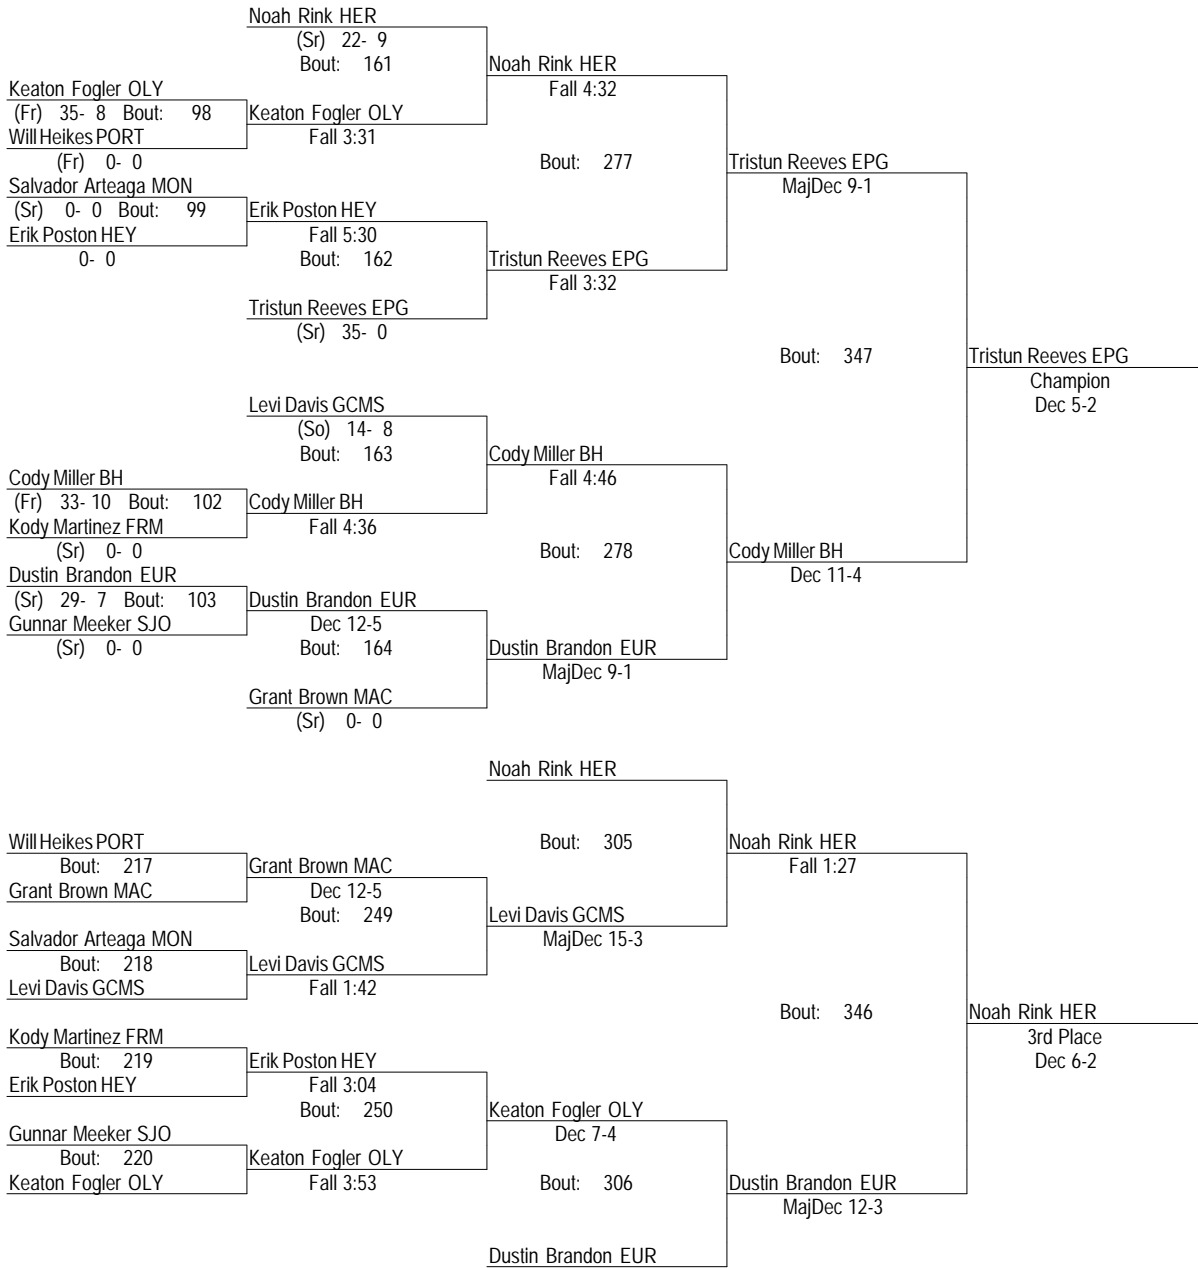 Noah Rink HER
(Sr) 22- 9
Bout: 161
Noah Rink HER
Fall 4:32
Keaton Fogler OLY
(Fr) 35- 8 Bout: 98
Keaton Fogler OLY
Fall 3:31
Will Heikes PORT
(Fr) 0- 0
Bout: 277
Tristun Reeves EPG
MajDec 9-1
Salvador Arteaga MON
(Sr) 0- 0 Bout: 99
Erik Poston HEY
Fall 5:30
Erik Poston HEY
0- 0
Bout: 162
Tristun Reeves EPG
Fall 3:32
Tristun Reeves EPG
(Sr) 35- 0
Bout: 347
Tristun Reeves EPG
Champion
Dec 5-2
Levi Davis GCMS
(So) 14- 8
Bout: 163
Cody Miller BH
Fall 4:46
Cody Miller BH
(Fr) 33- 10 Bout: 102
Cody Miller BH
Fall 4:36
Kody Martinez FRM
(Sr) 0- 0
Bout: 278
Cody Miller BH
Dec 11-4
Dustin Brandon EUR
(Sr) 29- 7 Bout: 103
Dustin Brandon EUR
Dec 12-5
Gunnar Meeker SJO
(Sr) 0- 0
Bout: 164
Dustin Brandon EUR
MajDec 9-1
Grant Brown MAC
(Sr) 0- 0
Noah Rink HER
Bout: 305
Noah Rink HER
Fall 1:27
Will Heikes PORT
Bout: 217
Grant Brown MAC
Grant Brown MAC
Dec 12-5
Bout: 249
Levi Davis GCMS
MajDec 15-3
Salvador Arteaga MON
Bout: 218
Levi Davis GCMS
Levi Davis GCMS
Fall 1:42
Bout: 346
Noah Rink HER
3rd Place
Dec 6-2
Kody Martinez FRM
Bout: 219
Erik Poston HEY
Erik Poston HEY
Fall 3:04
Bout: 250
Keaton Fogler OLY
Dec 7-4
Gunnar Meeker SJO
Bout: 220
Keaton Fogler OLY
Keaton Fogler OLY
Fall 3:53
Bout: 306
Dustin Brandon EUR
MajDec 12-3
Dustin Brandon EUR